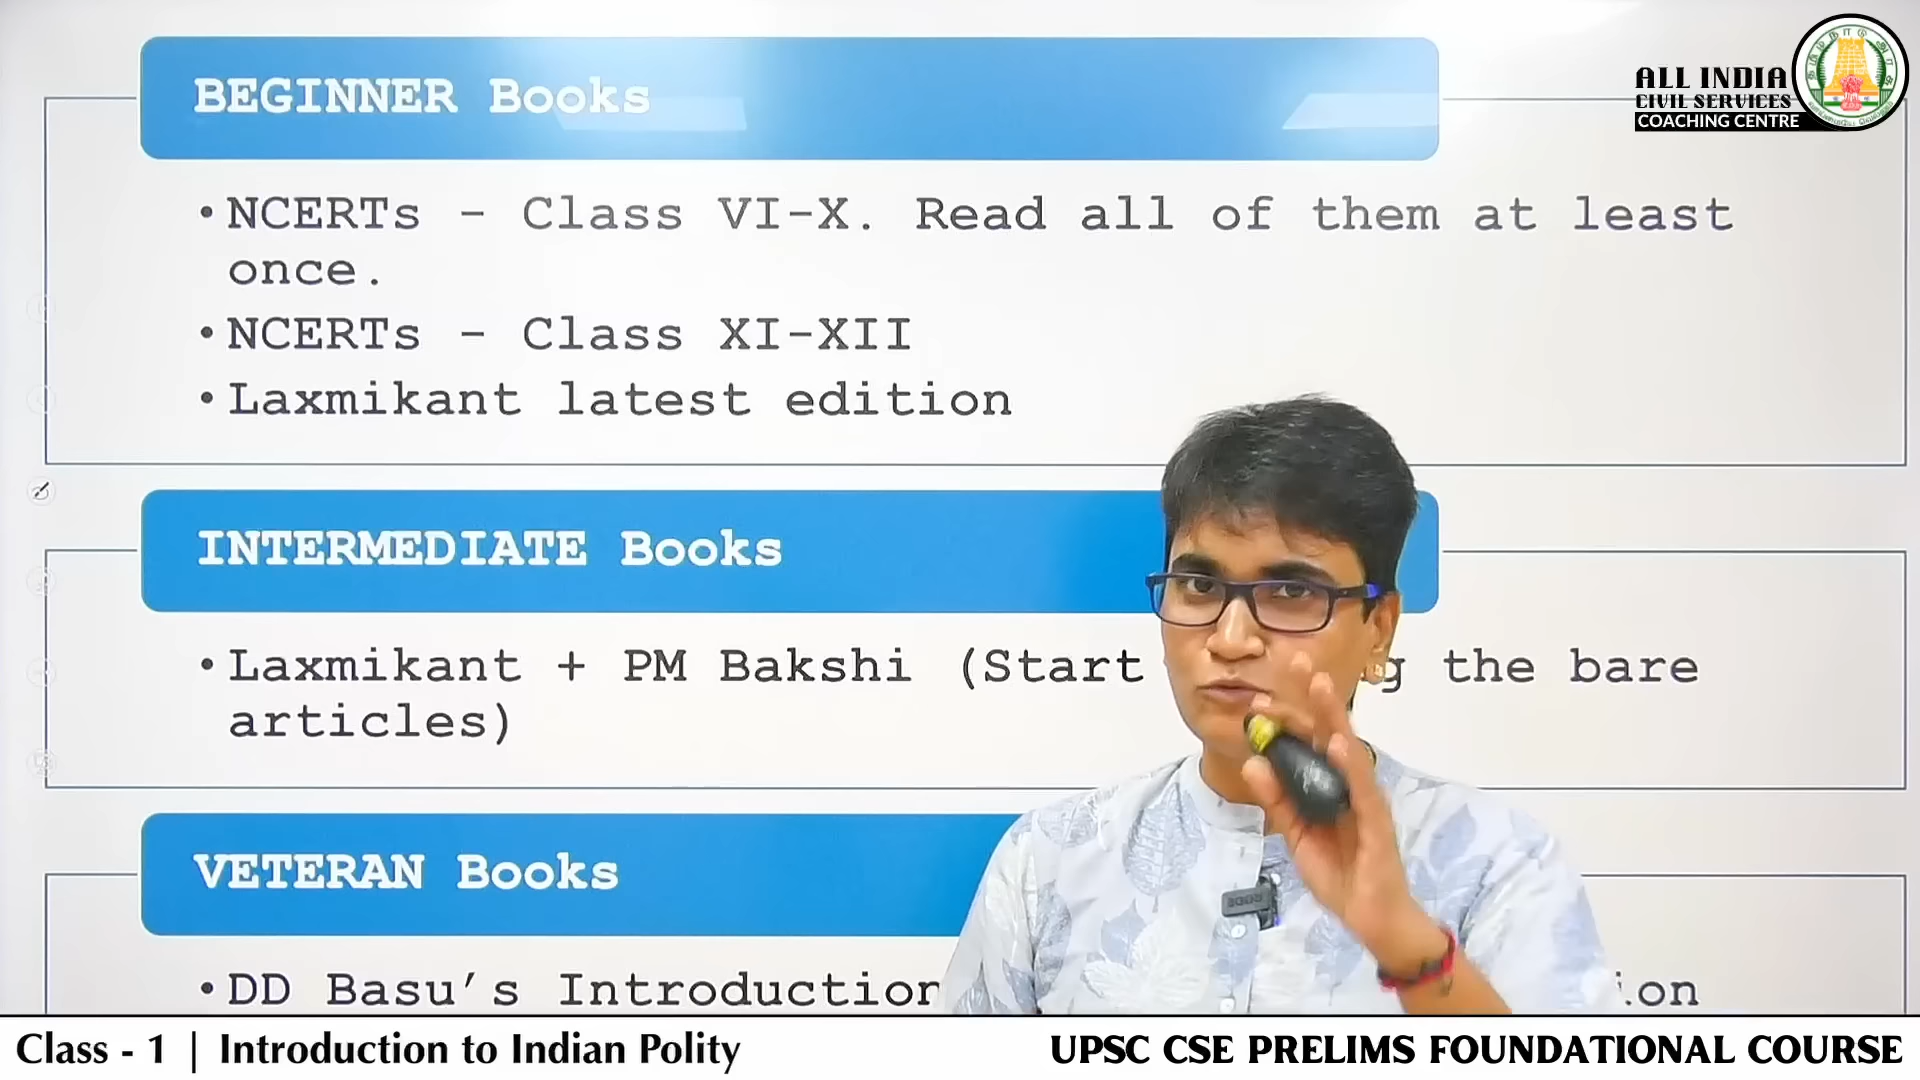 ALL INDIA
CIVIL SERVICES
COACHING CENTRE
BEGINNER Books
•NCERTs - Class VI-X. Read all of them at least
once.
•NCERTs - Class XI-XII
•Laxmikant latest edition
INTERMEDIATE Books
•Laxmikant + PM Bakshi (Start the bare
articles)
VETERAN Books
•DD Basu’s Introduction
Class - 1 | Introduction to Indian Polity
UPSC CSE PRELIMS FOUNDATIONAL COURSE